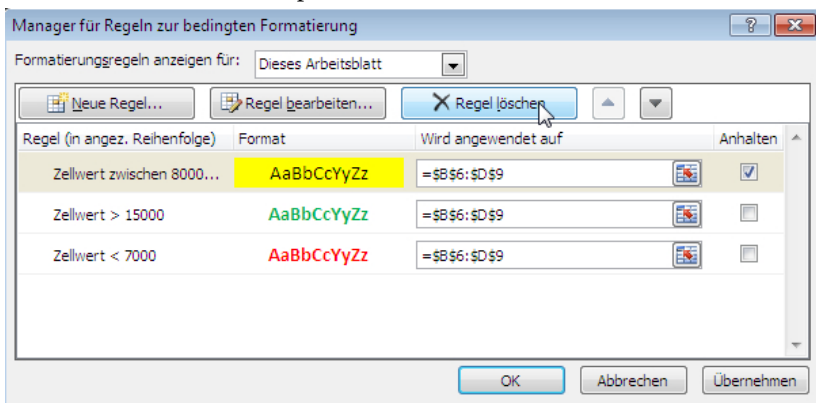 Manager für Regeln zur bedingten Formatierung
Formatierungsregeln anzeigen für: Dieses Arbeitsblatt
Neue Regel... Regel bearbeiten... Regel löschen
Regel (in angez. Reihenfolge) Format Wird angewendet auf Anhalten
Zellwert zwischen 8000... AaBbCcYyZz =$B$6:$D$9
Zellwert > 15000 AaBbCcYyZz =$B$6:$D$9
Zellwert < 7000 AaBbCcYyZz =$B$6:$D$9
OK Abbrechen Übernehmen